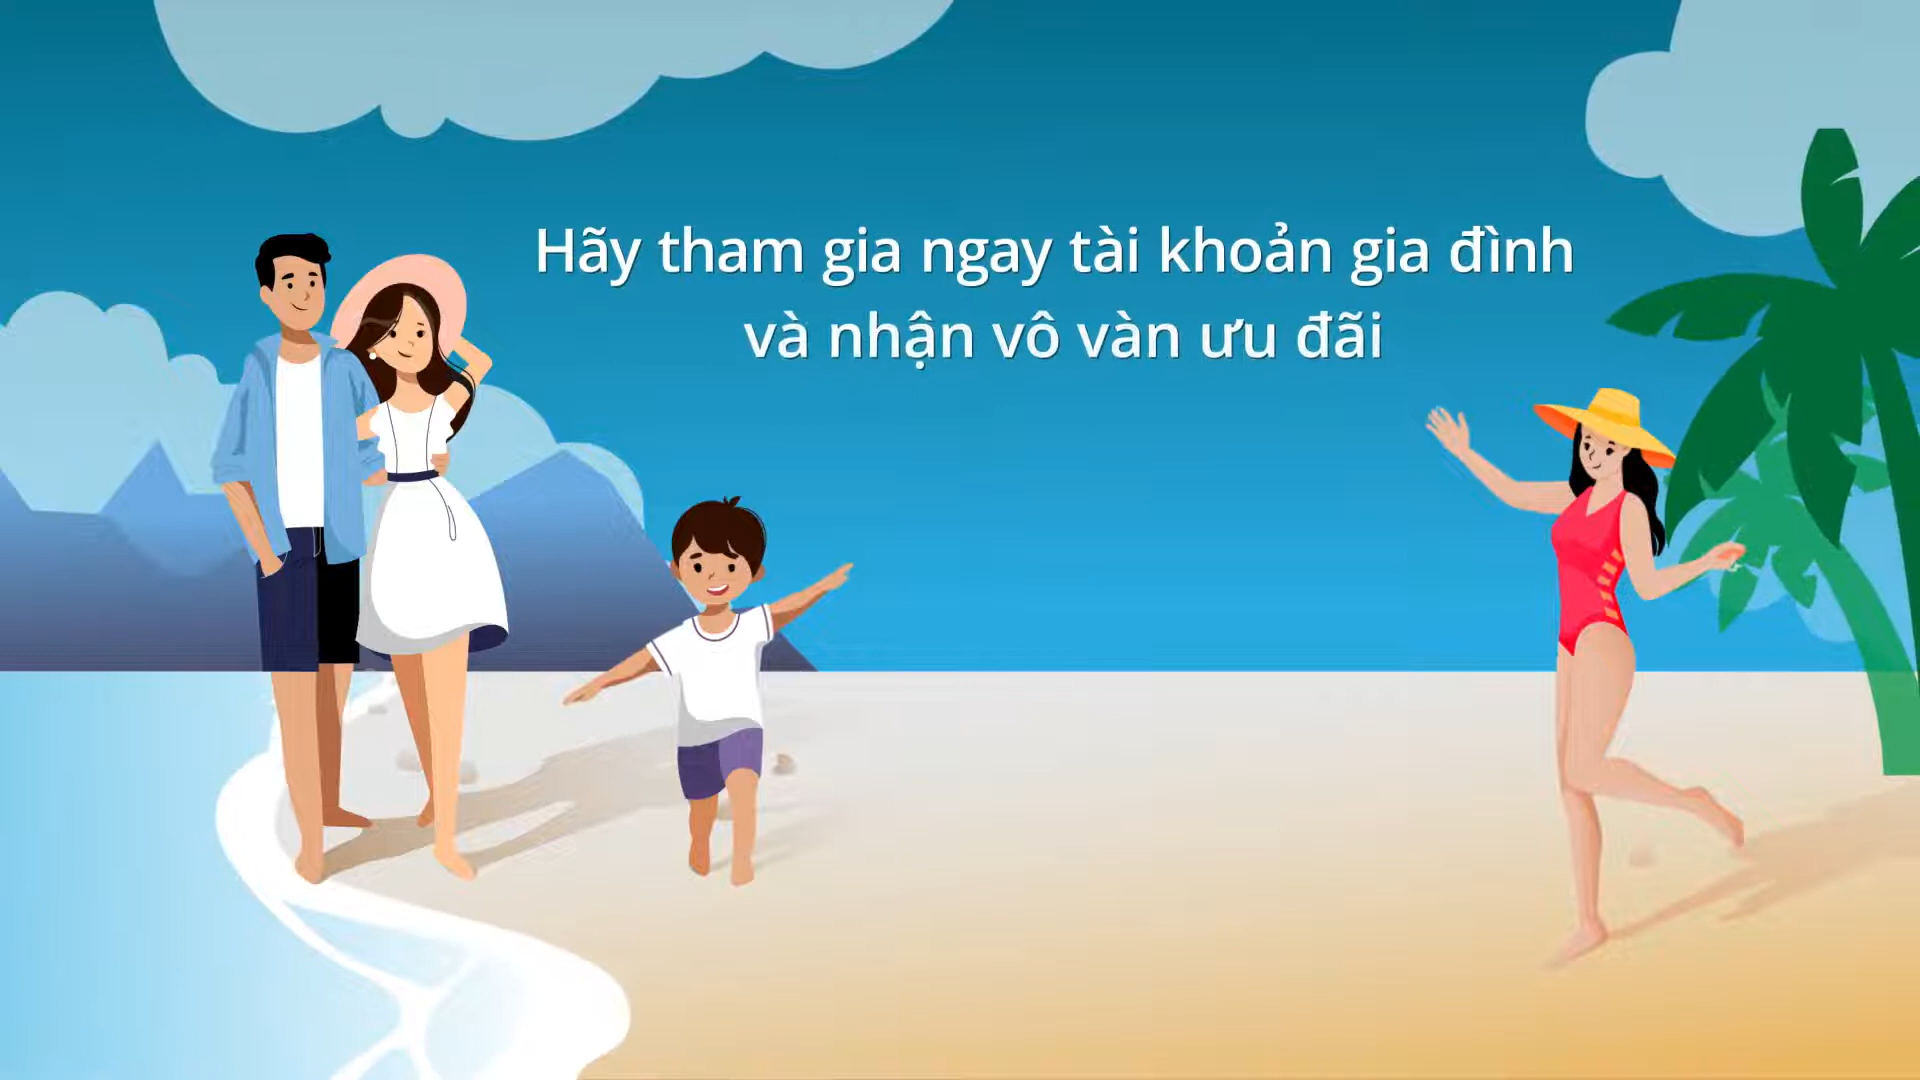 Hãy tham gia ngay tài khoản gia đình
và nhận vô vàn ưu đãi